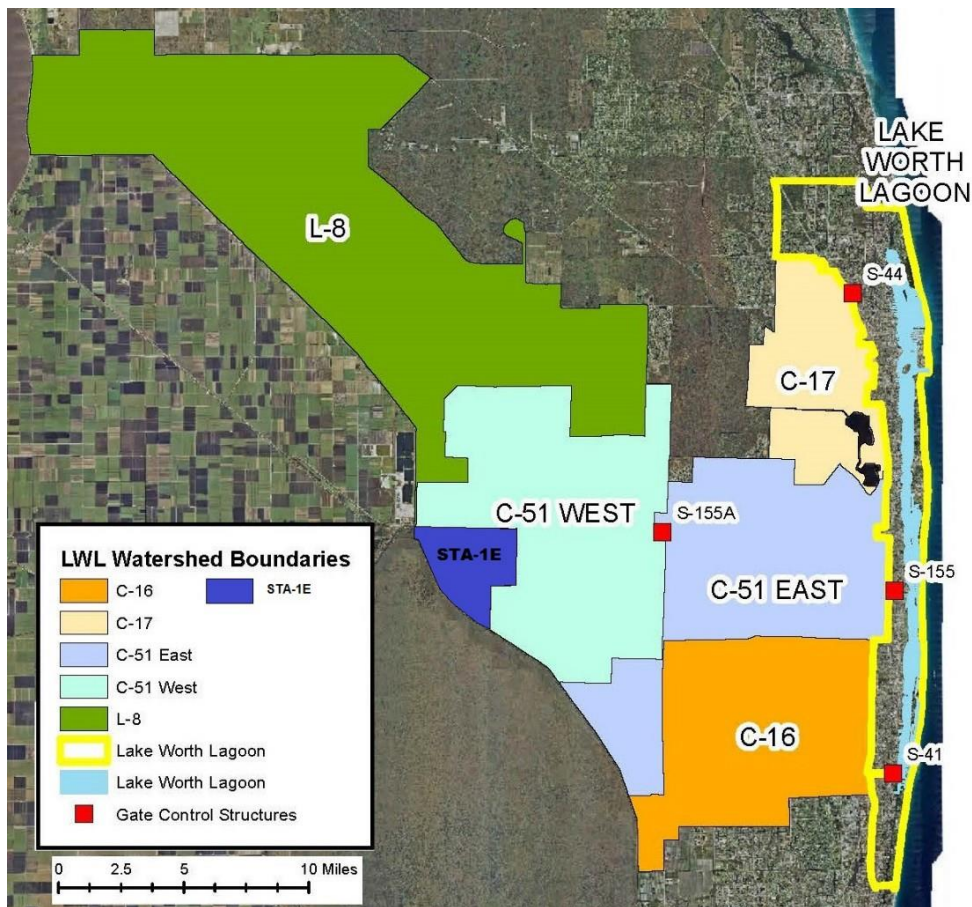 LAKE
WORTH
LAGOON
L-8
S-44
C-17
C-51 WEST
S-155A
STA-1E
C-51 EAST
S-155
C-16
S-41
LWL Watershed Boundaries
C-16
STA-1E
C-17
C-51 East
C-51 West
L-8
Lake Worth Lagoon
Lake Worth Lagoon
Gate Control Structures
0 2.5 5 10 Miles